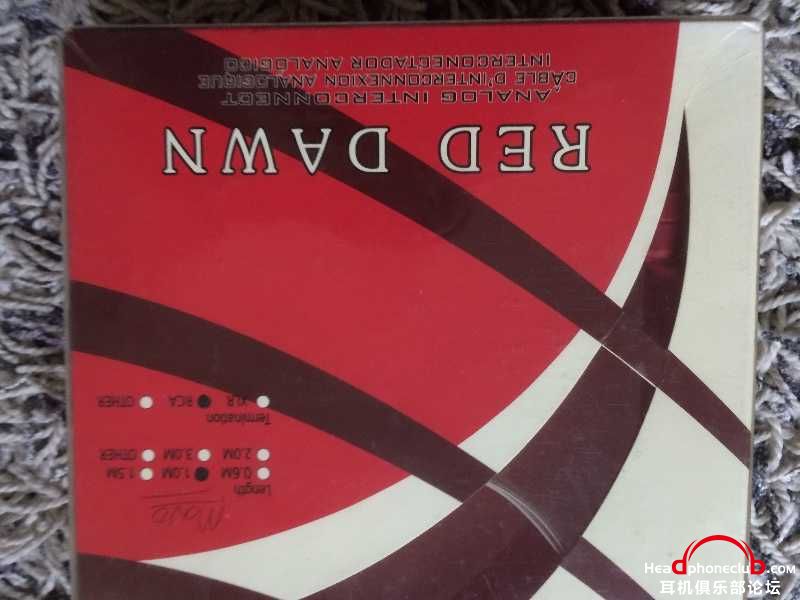 Length
0.6M 1.0M 1.5M
2.0M 3.0M OTHER
Termination
XLR RCA OTHER
RED DAWN
ANALOG INTERCONNECT
CÂBLE D'INTERCONNEXION ANALOGIQUE
INTERCONECTADOR ANALÓGICO
Headphoneclub.com
耳机俱乐部论坛